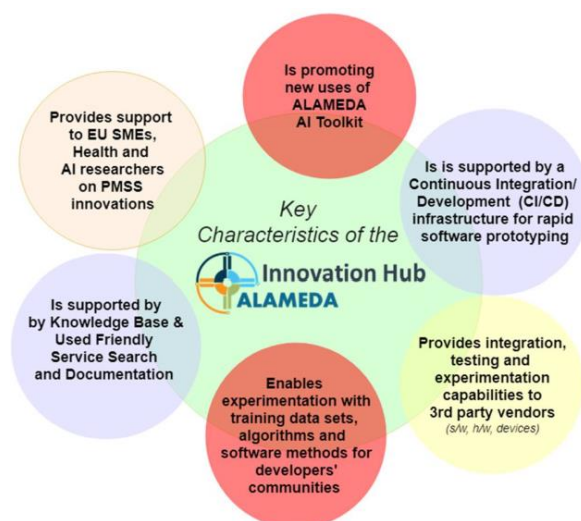 Is promoting
new uses of
ALAMEDA
AI Toolkit
Provides support
to EU SMEs,
Health and
AI researchers
on PMSS
innovations
Is is supported by a
Continuous Integration/
Development (CI/CD)
infrastructure for rapid
software prototyping
Key
Characteristics of the
Innovation Hub
ALAMEDA
Is supported by
by Knowledge Base &
Used Friendly
Service Search
and Documentation
Provides integration,
testing and
experimentation
capabilities to
3rd party vendors
(s/w, h/w, devices)
Enables
experimentation with
training data sets,
algorithms and
software methods for
developers'
communities